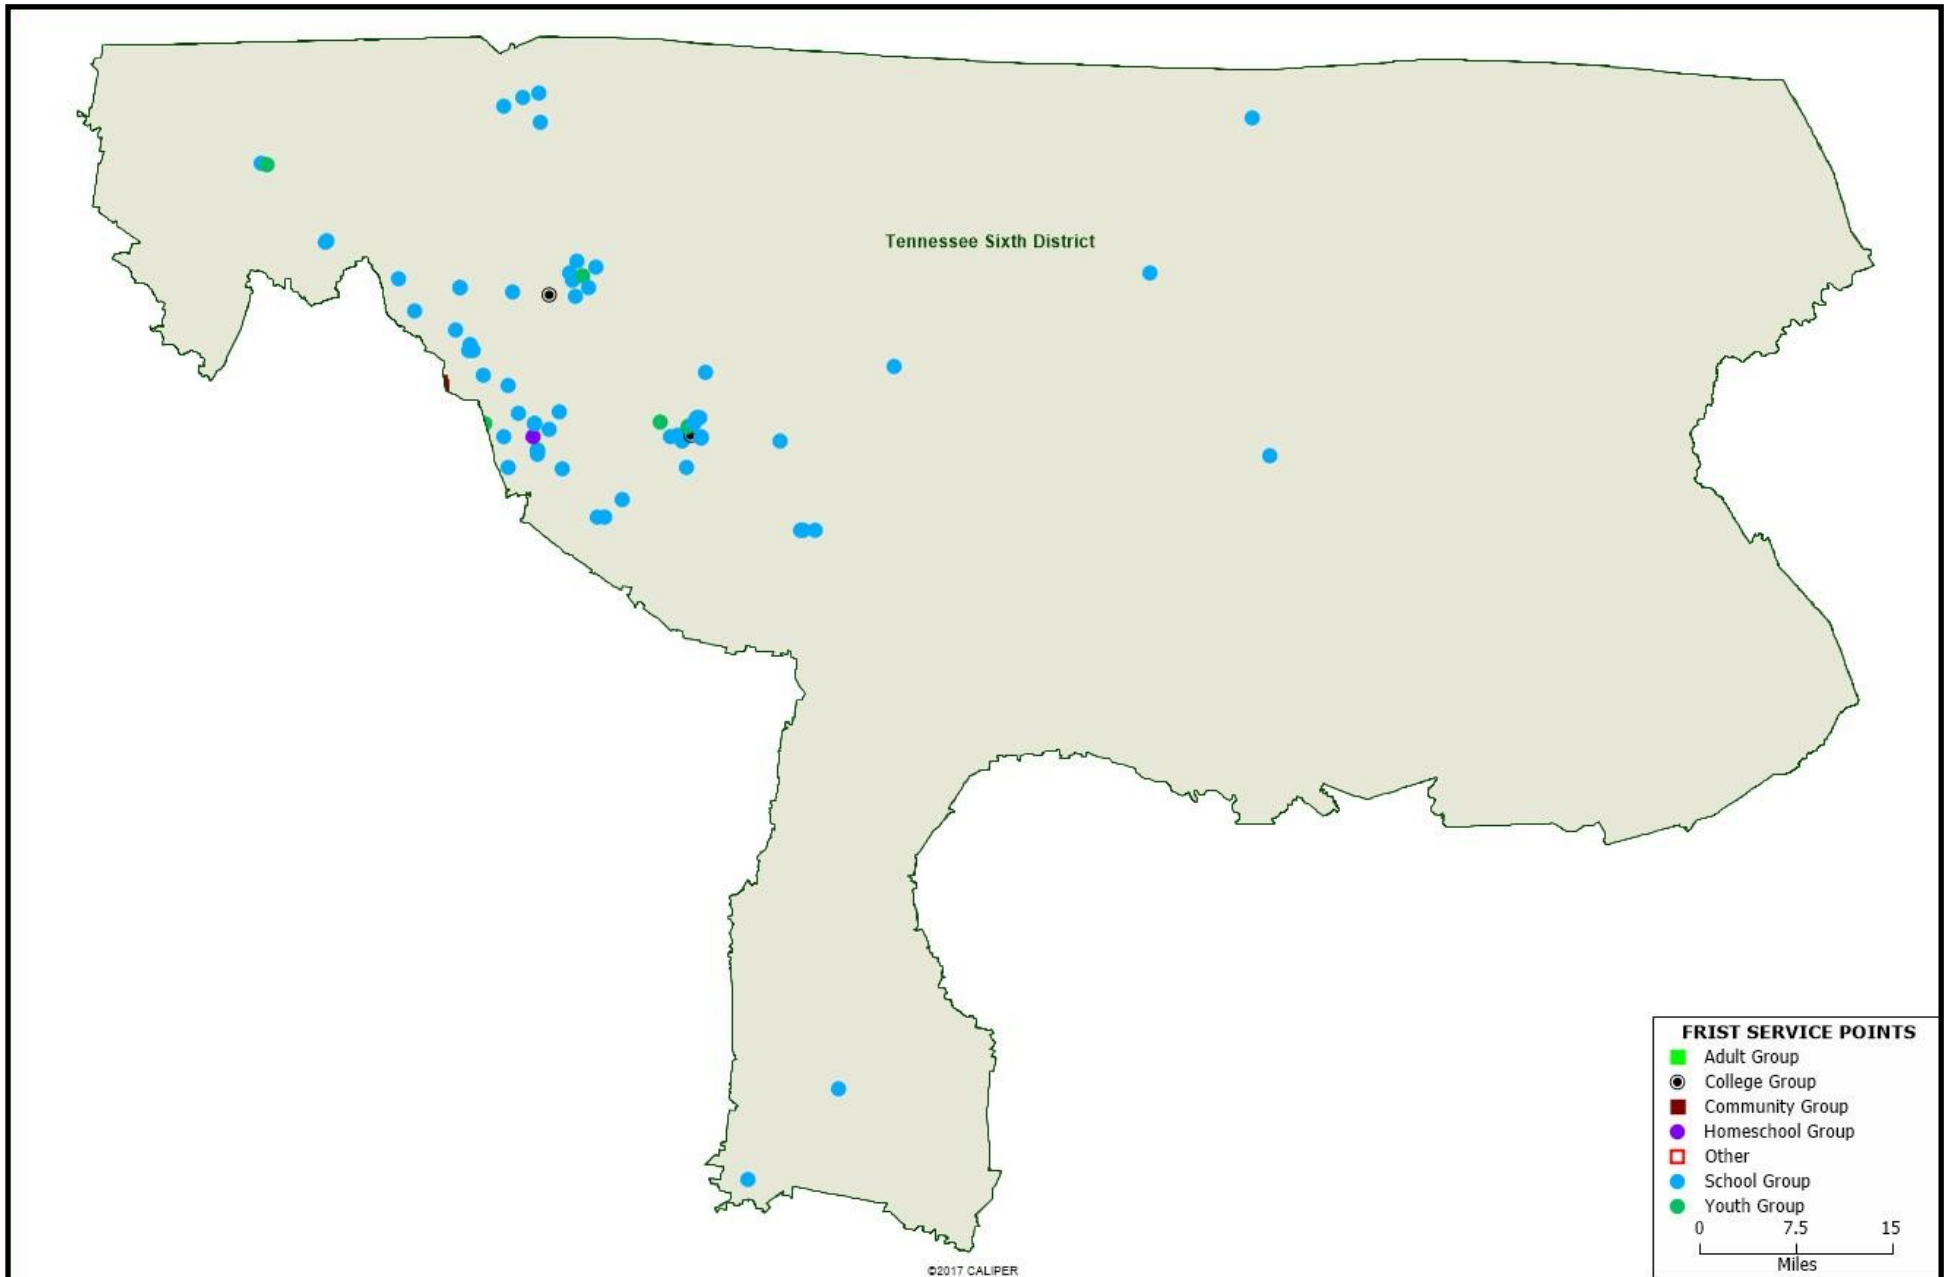 Tennessee Sixth District
FRIST SERVICE POINTS
Adult Group
College Group
Community Group
Homeschool Group
Other
School Group
Youth Group
0 7.5 15
Miles
©2017 CALIPER